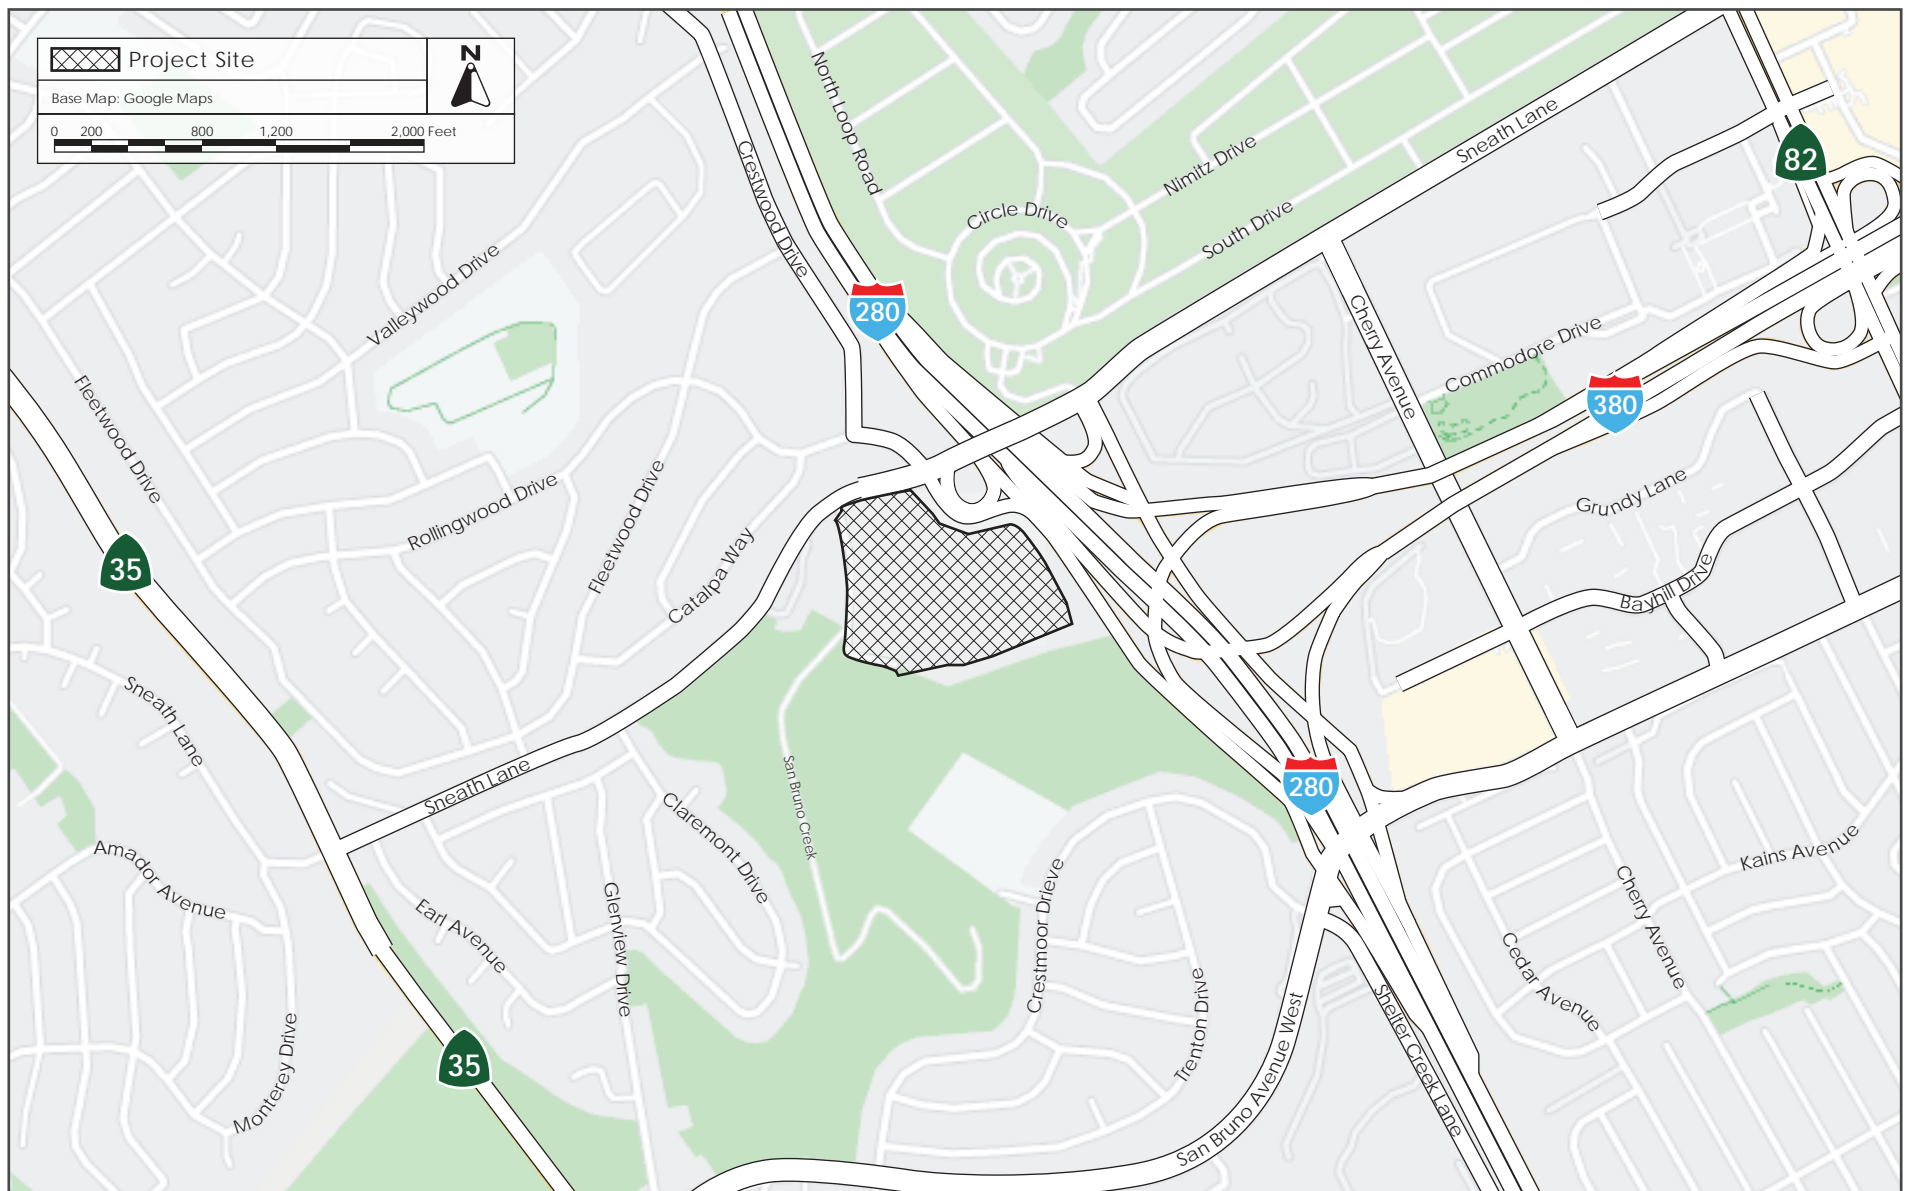 Project Site
N
Base Map: Google Maps
0 200 800 1,200 2,000 Feet
North Loop Road
Crestwood Drive
Circle Drive
Nimitz Drive
South Drive
Sneath Lane
82
280
Valleywood Drive
Cherry Avenue
Commodore Drive
380
Fleetwood Drive
Rollingwood Drive
Fleetwood Drive
Catalpa Way
Grundy Lane
Bayhill Drive
35
Sneath Lane
Sneath Lane
San Bruno Creek
280
Claremont Drive
Amador Avenue
Earl Avenue
Glenview Drive
Crestmoor Drieve
Trenton Drive
Kains Avenue
Cherry Avenue
Cedar Avenue
Monterey Drive
35
San Bruno Avenue West
Shelter Creek Lane